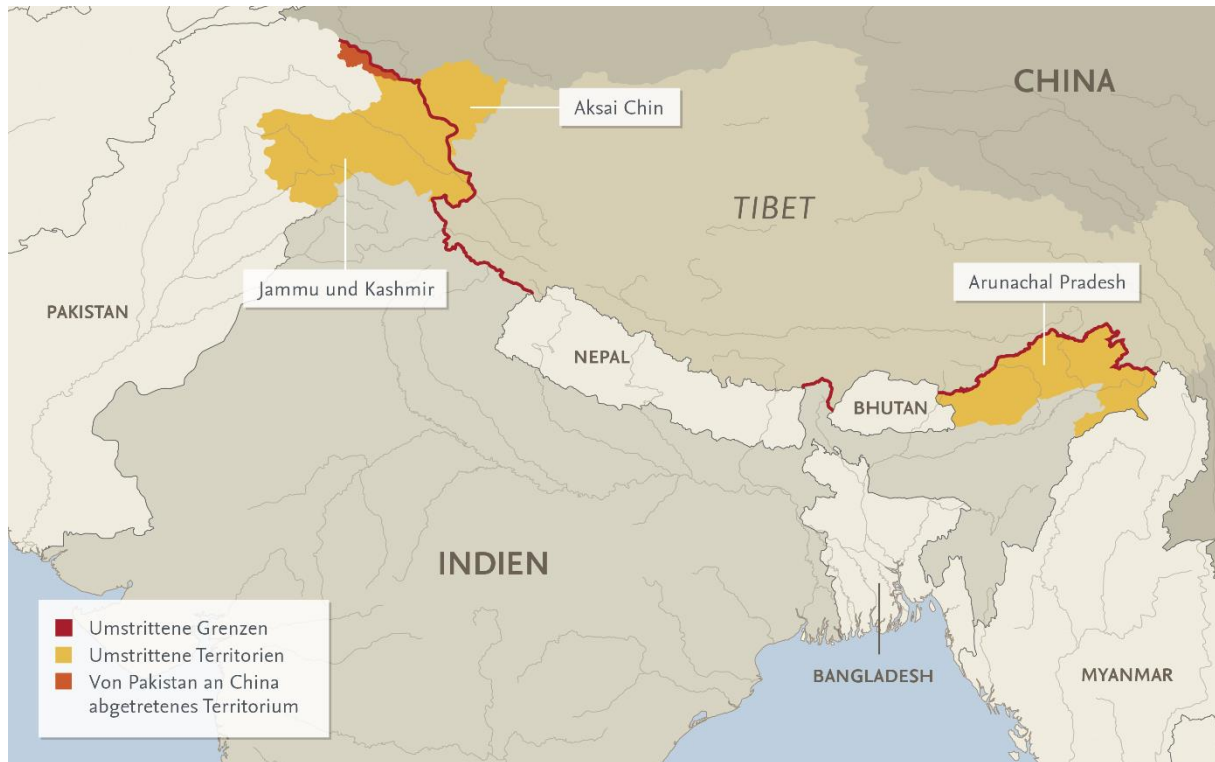 CHINA
Aksai Chin
TIBET
Arunachal Pradesh
Jammu und Kashmir
PAKISTAN
NEPAL
BHUTAN
INDIEN
Umstrittene Grenzen
Umstrittene Territorien
Von Pakistan an China
abgetretenes Territorium
BANGLADESH
MYANMAR